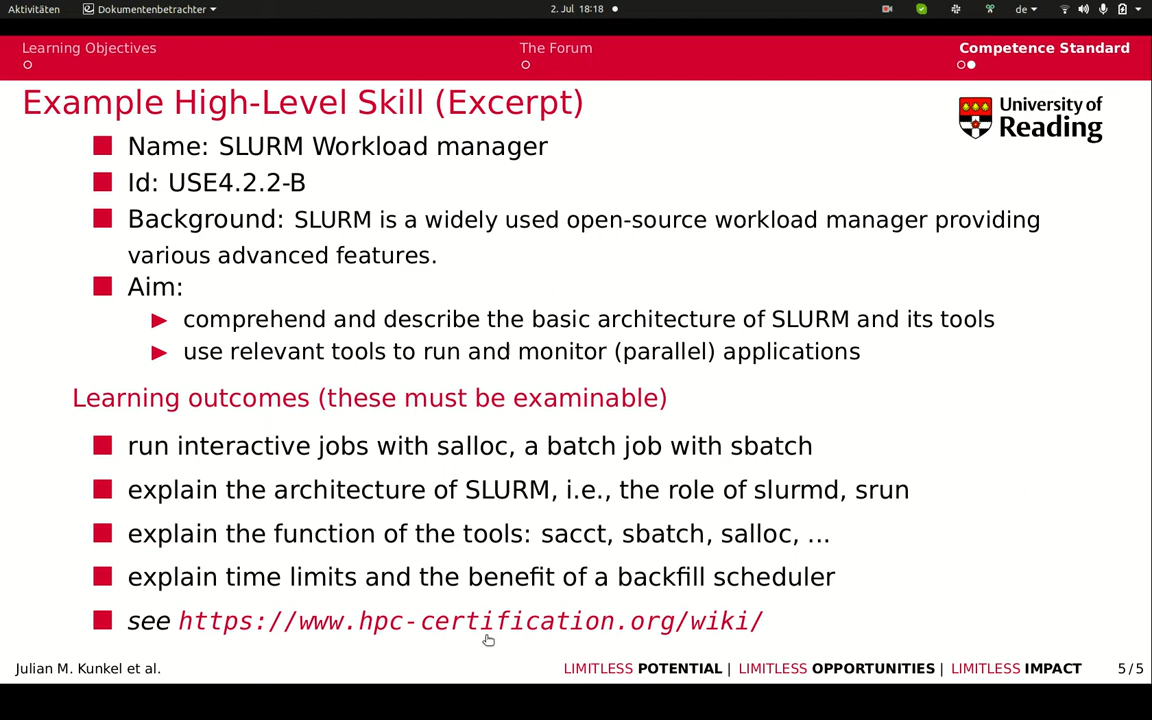 Aktivitäten Dokumentenbetrachter 2. Jul 18:18 de
Learning Objectives The Forum Competence Standard
Example High-Level Skill (Excerpt)
University of
Reading
Name: SLURM Workload manager
Id: USE4.2.2-B
Background: SLURM is a widely used open-source workload manager providing
various advanced features.
Aim:
comprehend and describe the basic architecture of SLURM and its tools
use relevant tools to run and monitor (parallel) applications
Learning outcomes (these must be examinable)
run interactive jobs with salloc, a batch job with sbatch
explain the architecture of SLURM, i.e., the role of slurmd, srun
explain the function of the tools: sacct, sbatch, salloc, ...
explain time limits and the benefit of a backfill scheduler
see https://www.hpc-certification.org/wiki/
Julian M. Kunkel et al. LIMITLESS POTENTIAL | LIMITLESS OPPORTUNITIES | LIMITLESS IMPACT 5/5